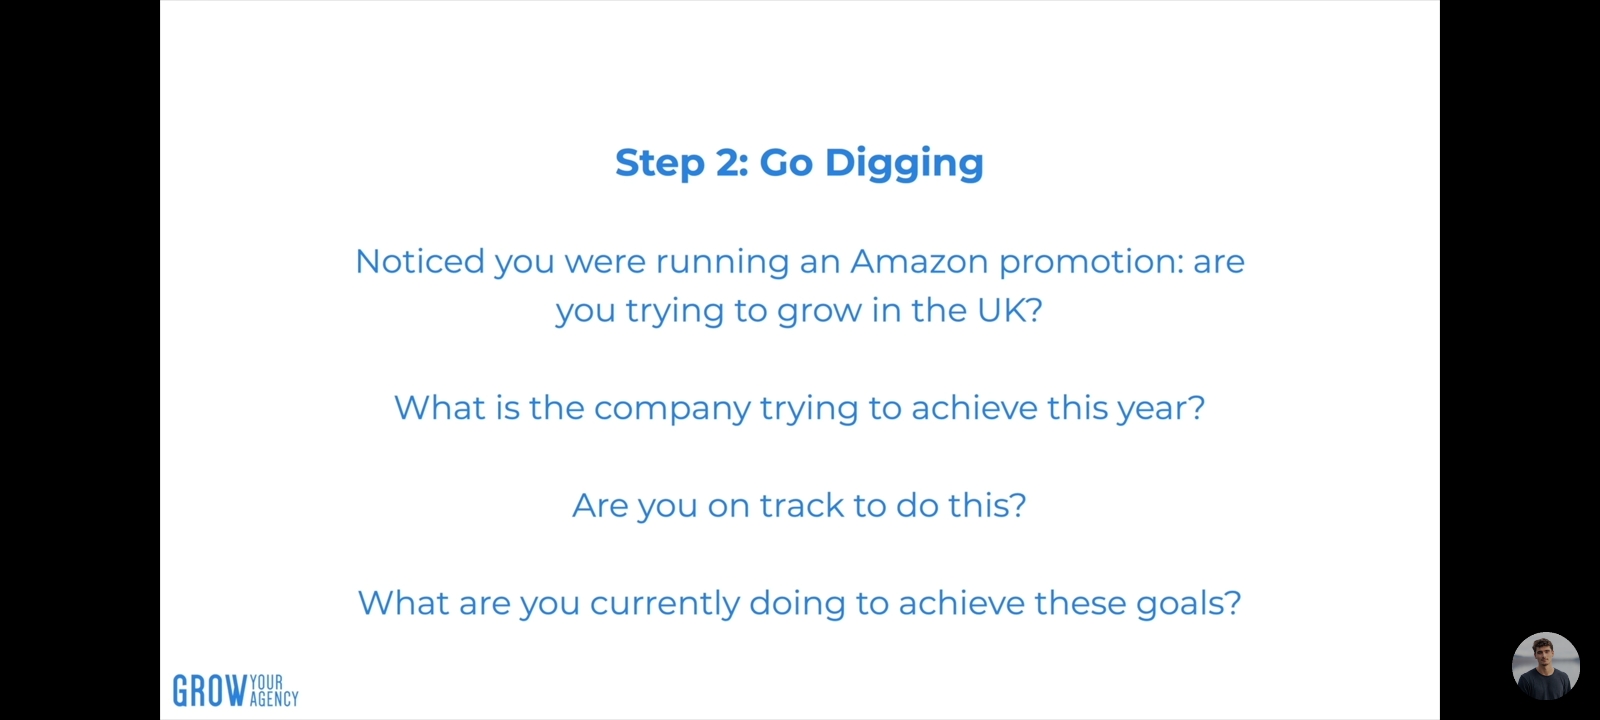 Step 2: Go Digging
Noticed you were running an Amazon promotion: are
you trying to grow in the UK?
What is the company trying to achieve this year?
Are you on track to do this?
What are you currently doing to achieve these goals?
GROW YOUR
AGENCY